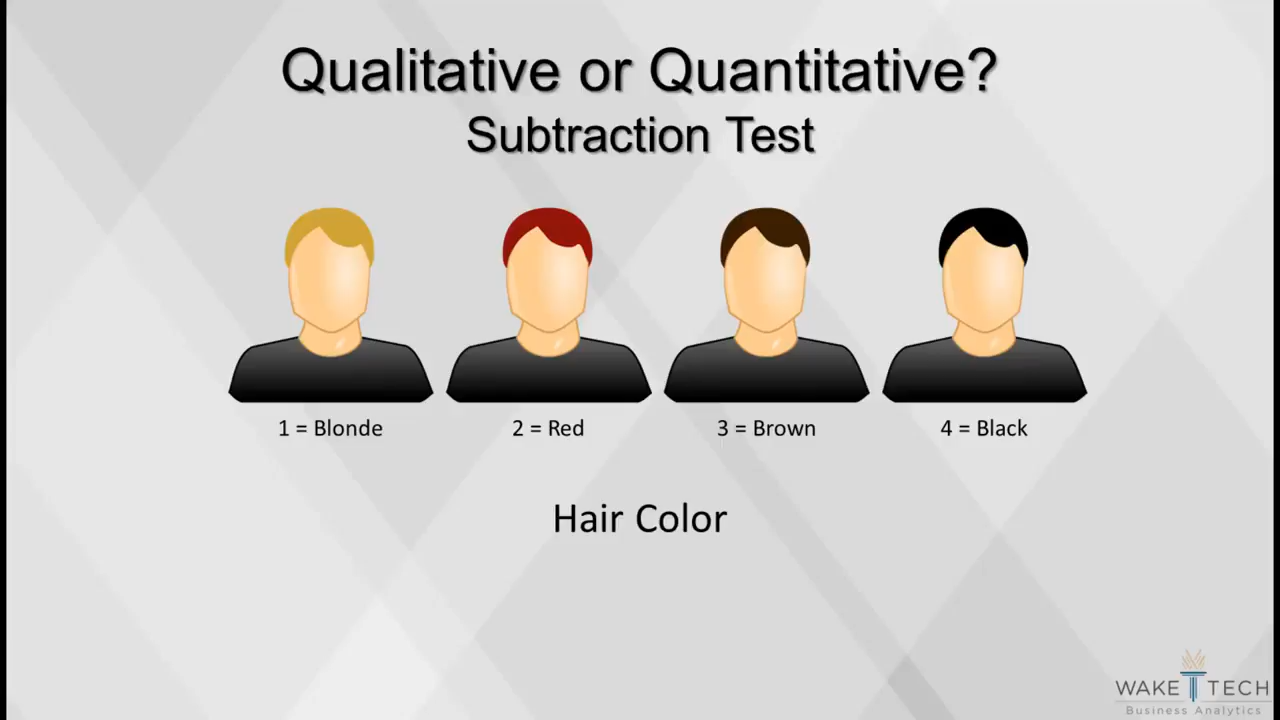 Qualitative or Quantitative?
Subtraction Test
1 = Blonde
2 = Red
3 = Brown
4 = Black
Hair Color
WAKE TECH
Business Analytics